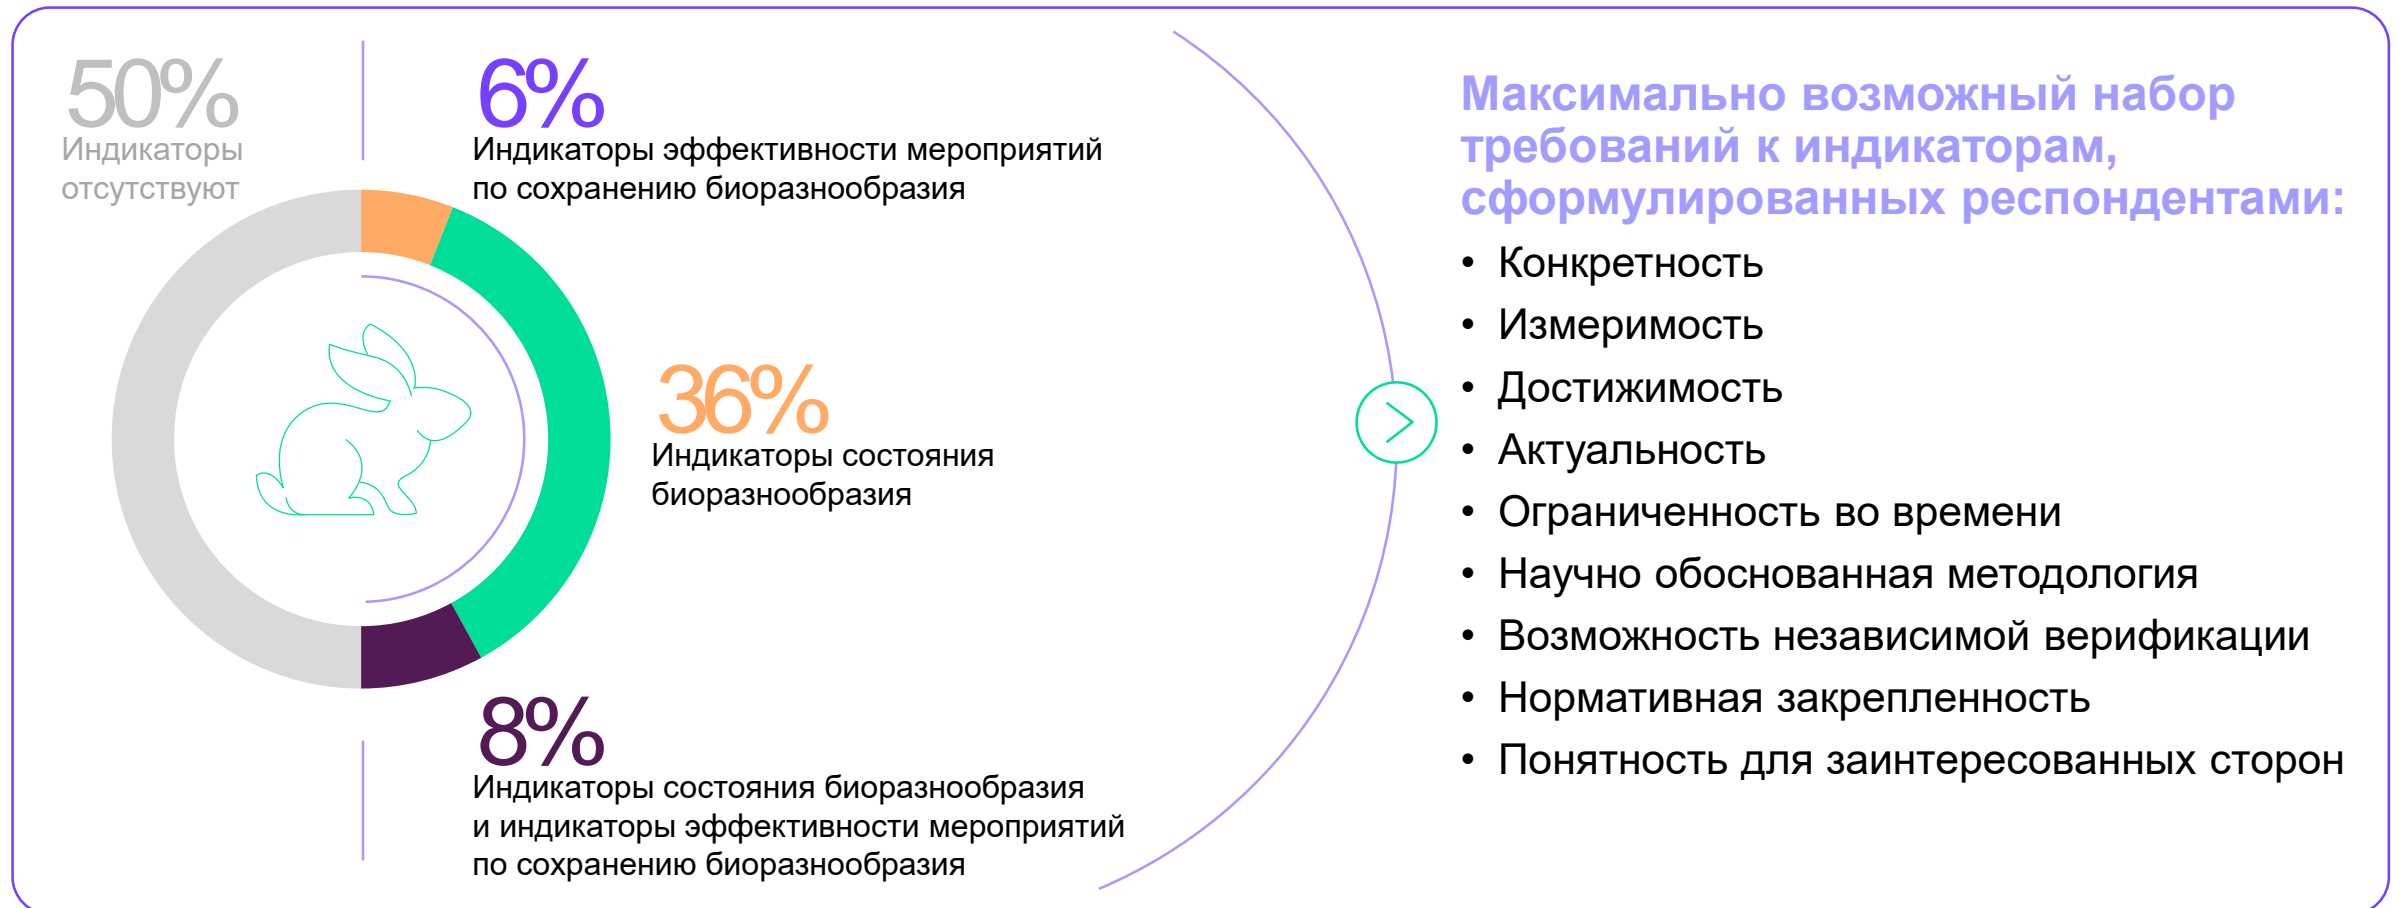 50%
Индикаторы
отсутствуют
6%
Индикаторы эффективности мероприятий
по сохранению биоразнообразия
36%
Индикаторы состояния
биоразнообразия
8%
Индикаторы состояния биоразнообразия
и индикаторы эффективности мероприятий
по сохранению биоразнообразия
Максимально возможный набор
требований к индикаторам,
сформулированных респондентами:
• Конкретность
• Измеримость
• Достижимость
• Актуальность
• Ограниченность во времени
• Научно обоснованная методология
• Возможность независимой верификации
• Нормативная закрепленность
• Понятность для заинтересованных сторон